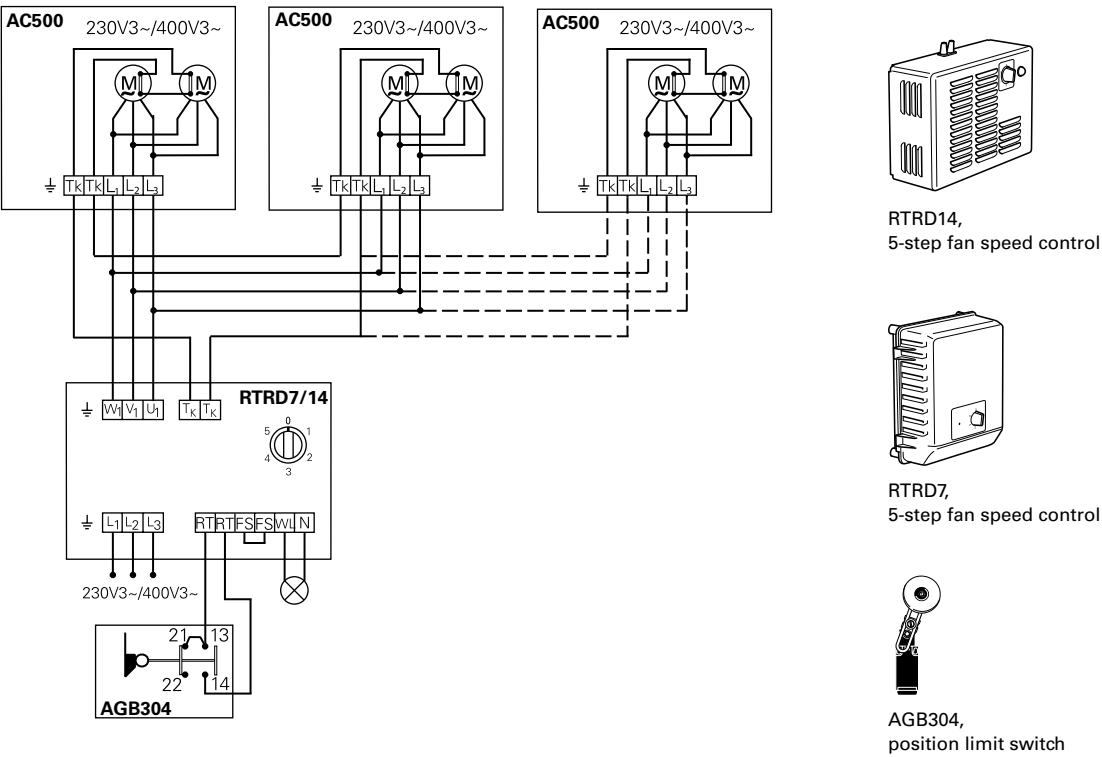 AC500 230V3~/400V3~
M M
Tk Tk L1 L2 L3
AC500 230V3~/400V3~
M M
Tk Tk L1 L2 L3
AC500 230V3~/400V3~
M M
Tk Tk L1 L2 L3
RTRD7/14
W1 V1 U1 TK TK
0
5 1
4 2
3
L1 L2 L3
RT RT FS FS WL N
230V3~/400V3~
21 13
22 14
AGB304
RTRD14,
5-step fan speed control
RTRD7,
5-step fan speed control
AGB304,
position limit switch